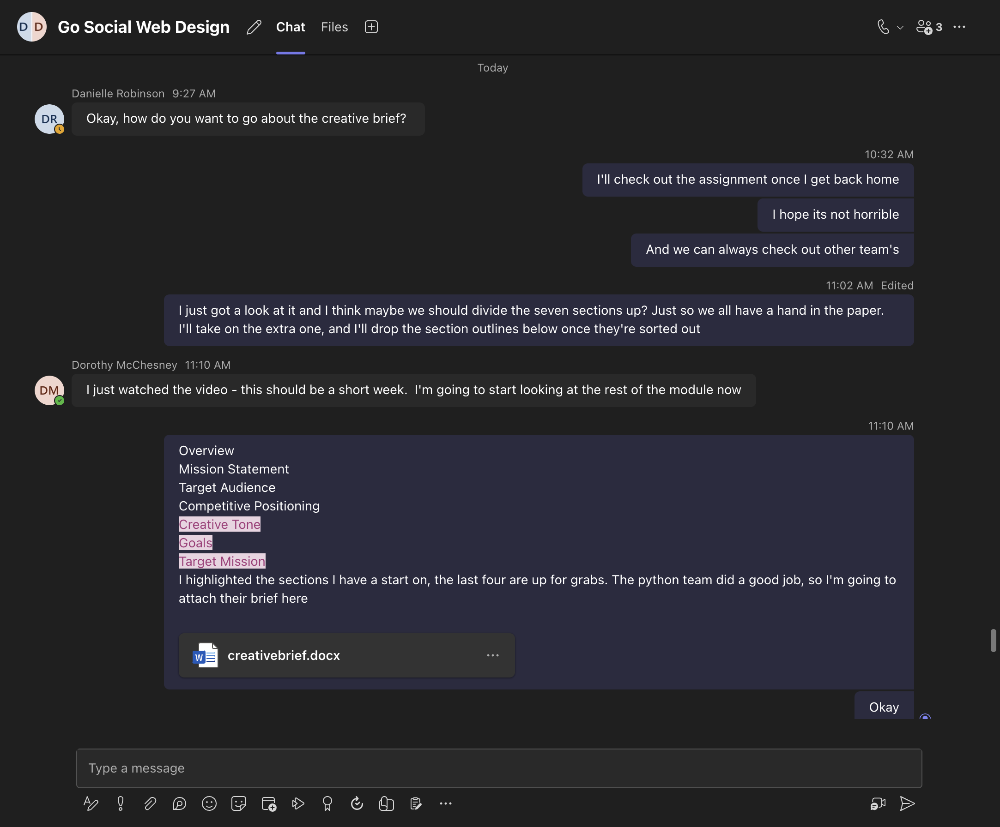 D D Go Social Web Design Chat Files 3
Today
Danielle Robinson 9:27 AM
DR
Okay, how do you want to go about the creative brief?
10:32 AM
I'll check out the assignment once I get back home
I hope its not horrible
And we can always check out other team's
11:02 AM Edited
I just got a look at it and I think maybe we should divide the seven sections up? Just so we all have a hand in the paper.
I'll take on the extra one, and I'll drop the section outlines below once they're sorted out
Dorothy McChesney 11:10 AM
DM
I just watched the video - this should be a short week. I'm going to start looking at the rest of the module now
11:10 AM
Overview
Mission Statement
Target Audience
Competitive Positioning
Creative Tone
Goals
Target Mission
I highlighted the sections I have a start on, the last four are up for grabs. The python team did a good job, so I'm going to
attach their brief here
W creativebrief.docx
Okay
Type a message